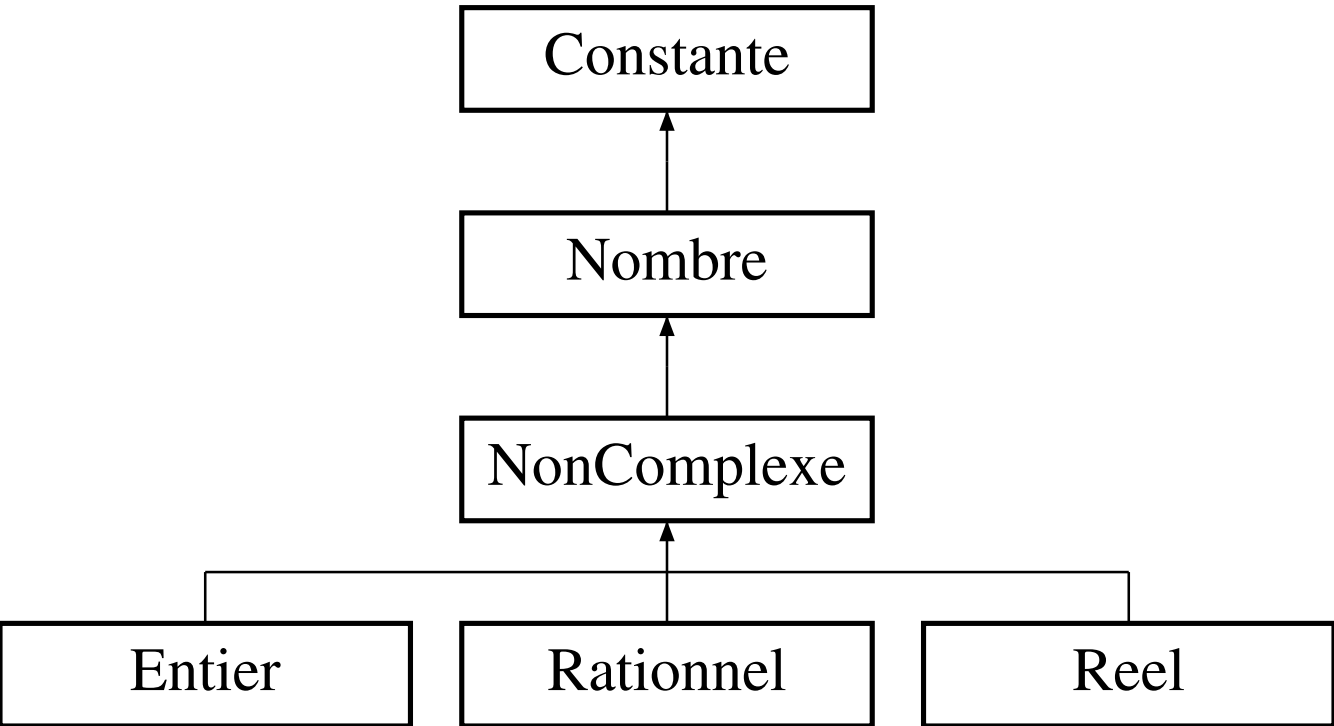 Constante
Nombre
NonComplexe
Entier
Rationnel
Reel